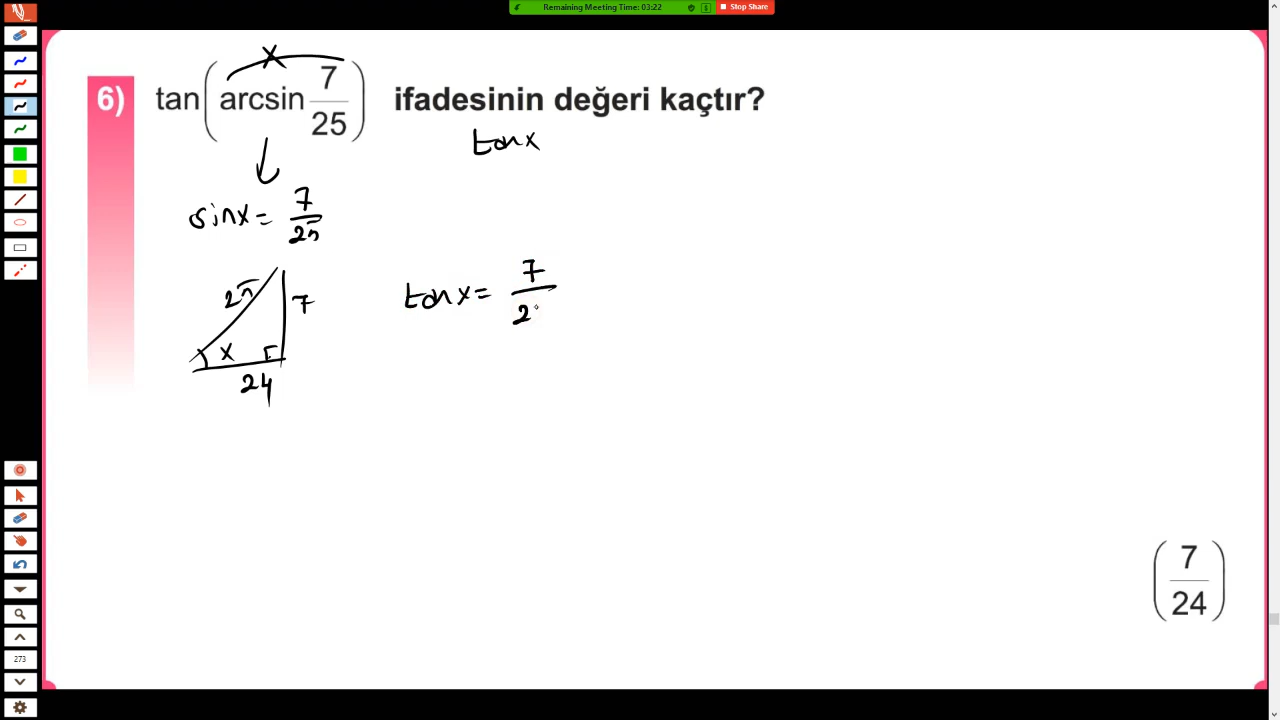 Remaining Meeting Time: 03:22
Stop Share
x
6) tan(arcsin 7/25) ifadesinin değeri kaçtır?
tanx
sinx = 7/25
25
7
x
24
tanx = 7/2
(7/24)
273